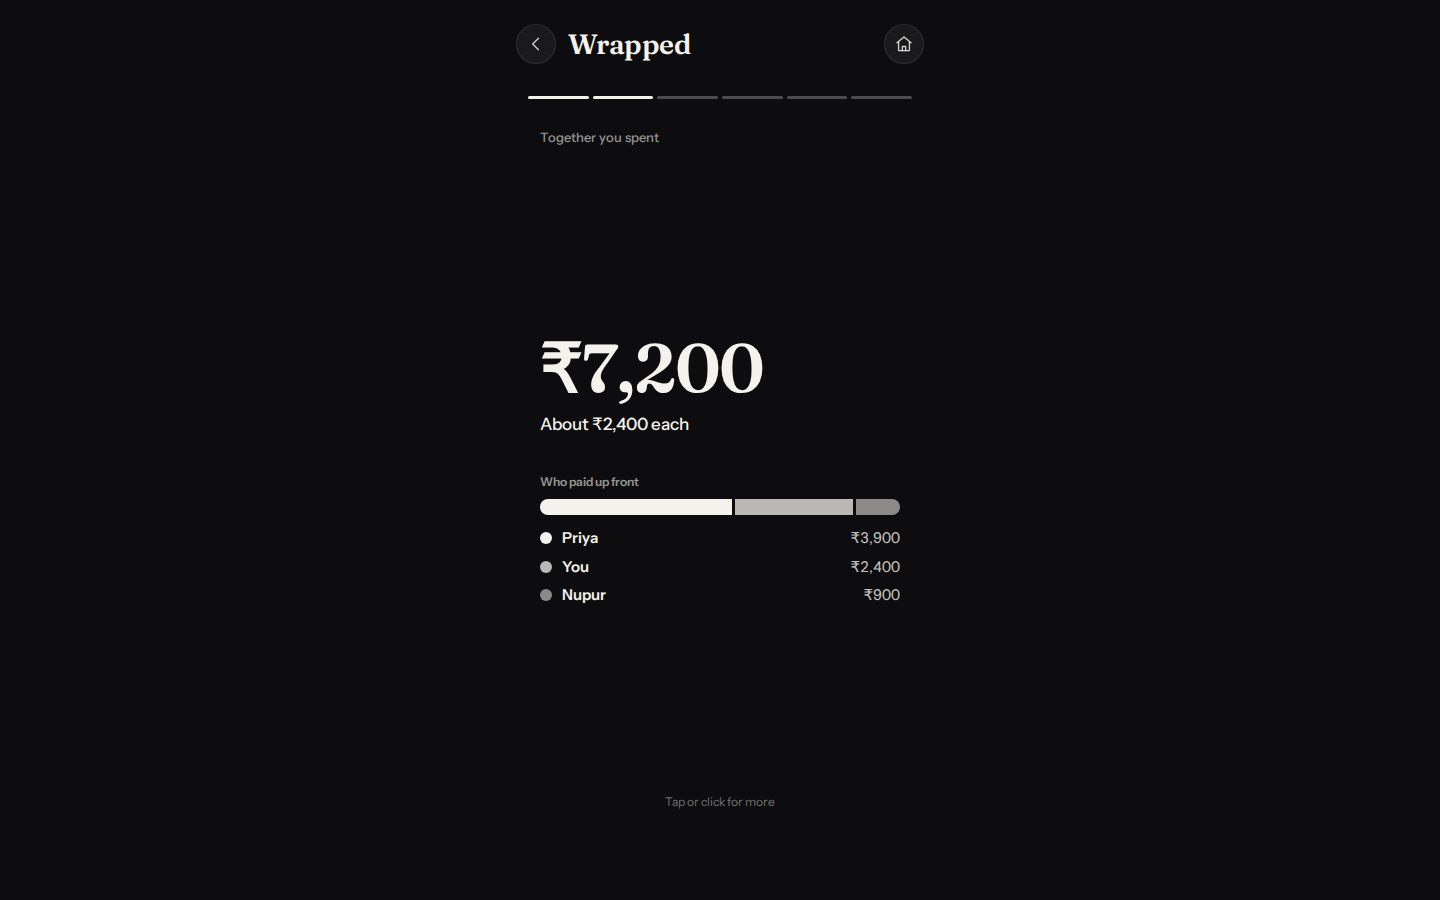 Wrapped
Together you spent
₹7,200
About ₹2,400 each
Who paid up front
Priya ₹3,900
You ₹2,400
Nupur ₹900
Tap or click for more